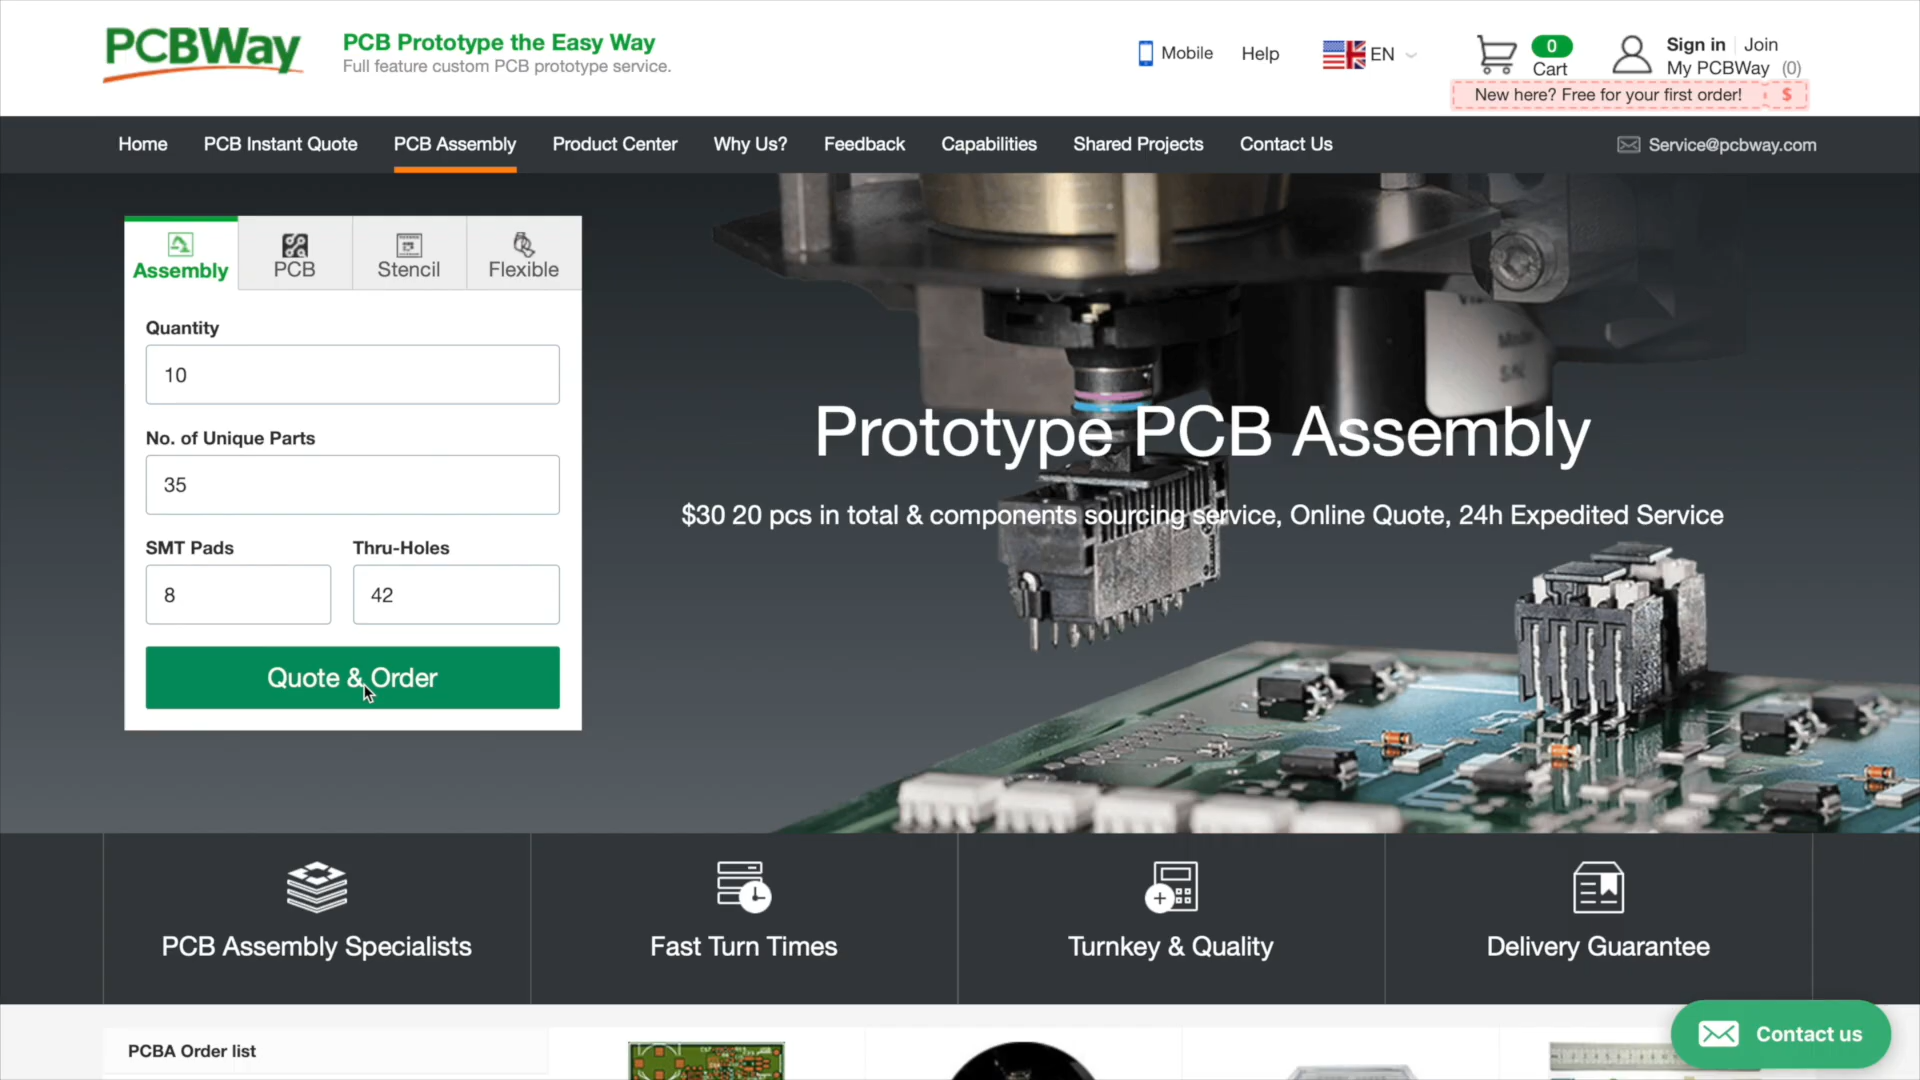 PCBWay
PCB Prototype the Easy Way
Full feature custom PCB prototype service.
Mobile
Help
EN
0
Cart
Sign in
Join
My PCBWay (0)
New here? Free for your first order!
$
Home
PCB Instant Quote
PCB Assembly
Product Center
Why Us?
Feedback
Capabilities
Shared Projects
Contact Us
Service@pcbway.com
Assembly
PCB
Stencil
Flexible
Quantity
10
No. of Unique Parts
35
SMT Pads
Thru-Holes
8
42
Quote & Order
Prototype PCB Assembly
$30 20 pcs in total & components sourcing service, Online Quote, 24h Expedited Service
PCB Assembly Specialists
Fast Turn Times
Turnkey & Quality
Delivery Guarantee
PCBA Order list
Contact us